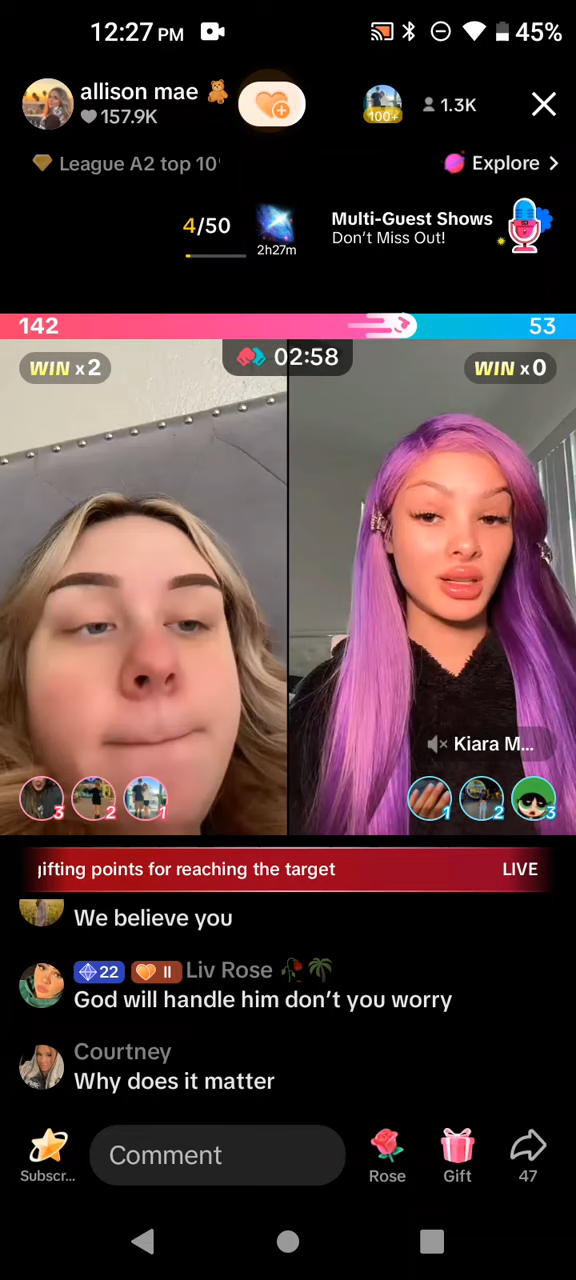 12:27 PM
45%
allison mae 🧸
157.9K
100+
1.3K
League A2 top 10
Explore >
4/50
2h27m
Multi-Guest Shows
Don't Miss Out!
142
53
WIN x2
02:58
WIN x0
Kiara M...
3
2
1
1
2
3
gifting points for reaching the target
LIVE
We believe you
22
II
Liv Rose 🥀🌴
God will handle him don't you worry
Courtney
Why does it matter
Subscr...
Comment
Rose
Gift
47